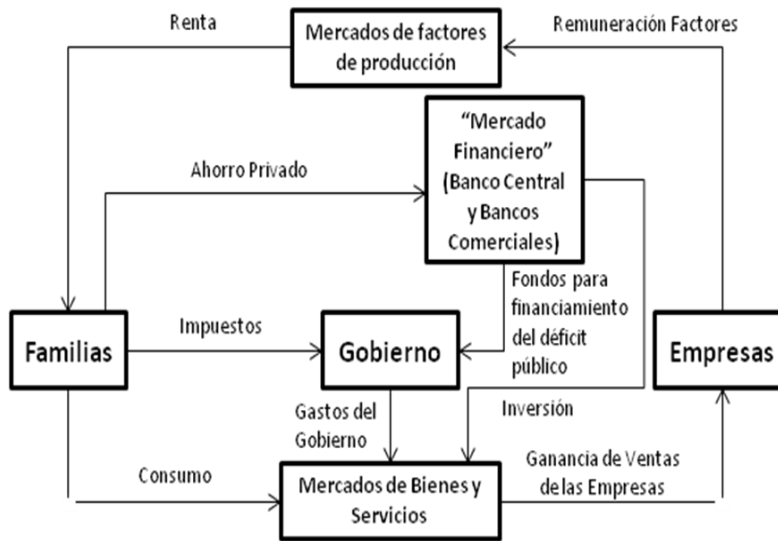 Renta
Mercados de factores
de producción
Remuneración Factores
“Mercado
Financiero”
(Banco Central
y Bancos
Comerciales)
Ahorro Privado
Fondos para
financiamiento
del déficit
público
Familias
Impuestos
Gobierno
Empresas
Gastos del
Gobierno
Inversión
Consumo
Mercados de Bienes y
Servicios
Ganancia de Ventas
de las Empresas